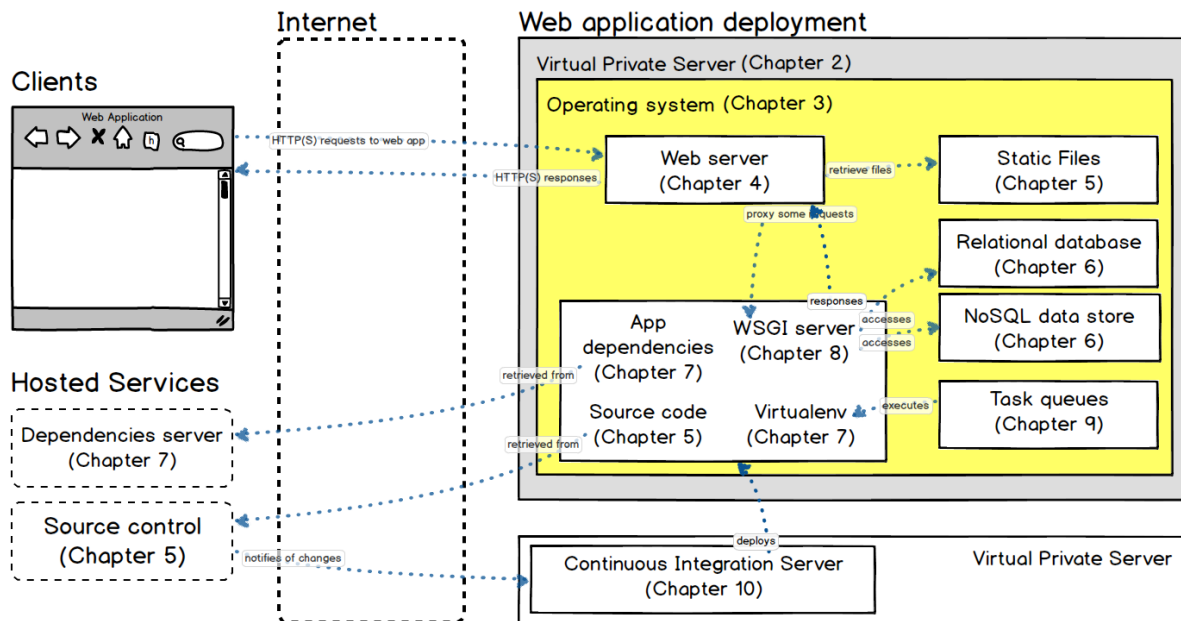 Internet
Web application deployment
Virtual Private Server (Chapter 2)
Clients
Operating system (Chapter 3)
Web Application
h
HTTP(S) requests to web app
HTTP(S) responses
Web server
(Chapter 4)
retrieve files
Static Files
(Chapter 5)
proxy some requests
Relational database
(Chapter 6)
responses
accesses
accesses
NoSQL data store
(Chapter 6)
App
dependencies
(Chapter 7)
WSGI server
(Chapter 8)
Hosted Services
retrieved from
Dependencies server
(Chapter 7)
Source code
(Chapter 5)
Virtualenv
(Chapter 7)
executes
Task queues
(Chapter 9)
retrieved from
Source control
(Chapter 5)
notifies of changes
deploys
Continuous Integration Server
(Chapter 10)
Virtual Private Server